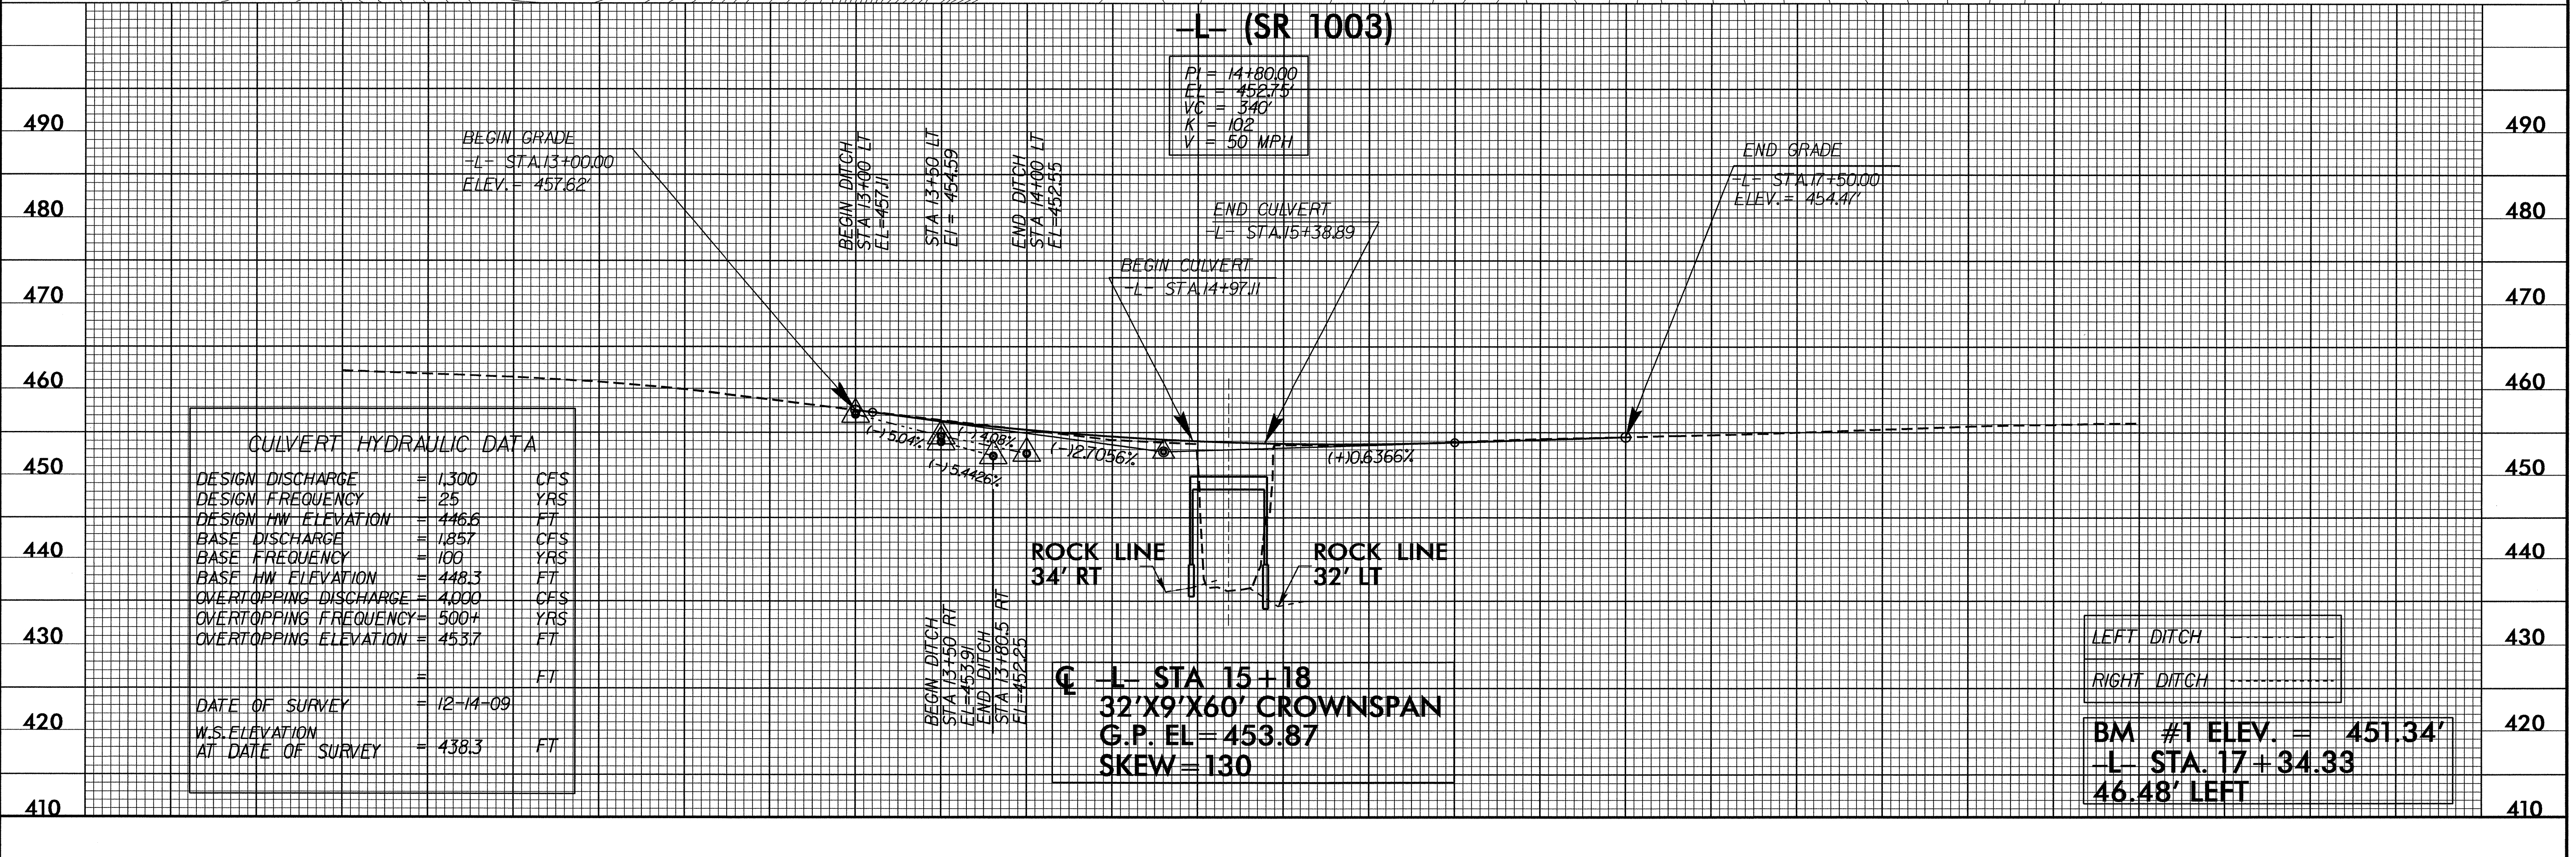 -L- (SR 1003)
PI = 14+80.00
EL = 452.75'
VC = 340'
K = 102
V = 50 MPH
490
480
470
460
450
440
430
420
410
490
480
470
460
450
440
430
420
410
BEGIN GRADE
-L- STA.13+00.00
ELEV. = 457.62'
BEGIN DITCH
STA 13+00 LT
EL=457.11
STA 13+50 LT
El = 454.59
END DITCH
STA 14+00 LT
EL=452.55
END CULVERT
-L- STA.15+38.89
BEGIN CULVERT
-L- STA.14+97.11
END GRADE
-L- STA.17+50.00
ELEV. = 454.47'
(-)5.04%
(-)4.08%
(-)5.4426%
(-)2.7056%
(+)0.6366%
CULVERT HYDRAULIC DATA
DESIGN DISCHARGE = 1,300 CFS
DESIGN FREQUENCY = 25 YRS
DESIGN HW ELEVATION = 446.6 FT
BASE DISCHARGE = 1,857 CFS
BASE FREQUENCY = 100 YRS
BASE HW ELEVATION = 448.3 FT
OVERTOPPING DISCHARGE = 4,000 CFS
OVERTOPPING FREQUENCY = 500+ YRS
OVERTOPPING ELEVATION = 453.7 FT
= FT
DATE OF SURVEY = 12-14-09
W.S.ELEVATION
AT DATE OF SURVEY = 438.3 FT
ROCK LINE
34' RT
ROCK LINE
32' LT
BEGIN DITCH
STA 13+50 RT
EL=453.91
END DITCH
STA 13+80.5 RT
EL=452.25
℄ -L- STA 15+18
32'X9'X60' CROWNSPAN
G.P. EL=453.87
SKEW=130
LEFT DITCH
RIGHT DITCH
BM #1 ELEV. = 451.34'
-L- STA. 17+34.33
46.48' LEFT